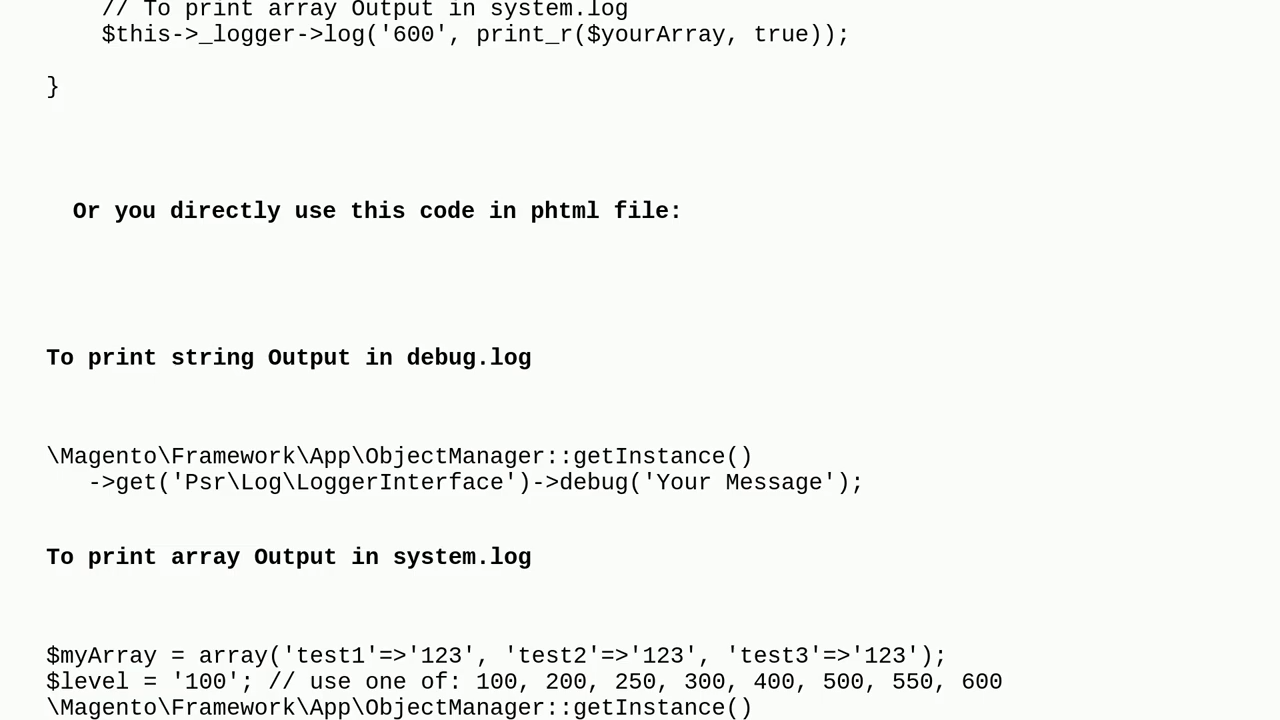 // To print array Output in system.log
$this->_logger->log('600', print_r($yourArray, true));
}
Or you directly use this code in phtml file:
To print string Output in debug.log
\Magento\Framework\App\ObjectManager::getInstance()
->get('Psr\Log\LoggerInterface')->debug('Your Message');
To print array Output in system.log
$myArray = array('test1'=>'123', 'test2'=>'123', 'test3'=>'123');
$level = '100'; // use one of: 100, 200, 250, 300, 400, 500, 550, 600
\Magento\Framework\App\ObjectManager::getInstance()